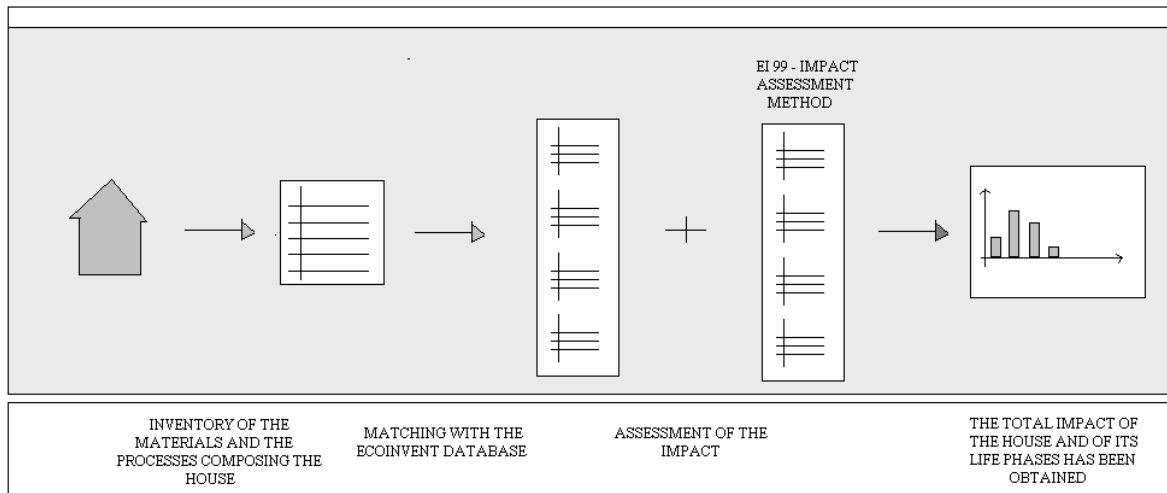 EI 99 - IMPACT
ASSESSMENT
METHOD
INVENTORY OF THE
MATERIALS AND THE
PROCESSES COMPOSING THE
HOUSE
MATCHING WITH THE
ECOINVENT DATABASE
ASSESSMENT OF THE
IMPACT
THE TOTAL IMPACT OF
THE HOUSE AND OF ITS
LIFE PHASES HAS BEEN
OBTAINED